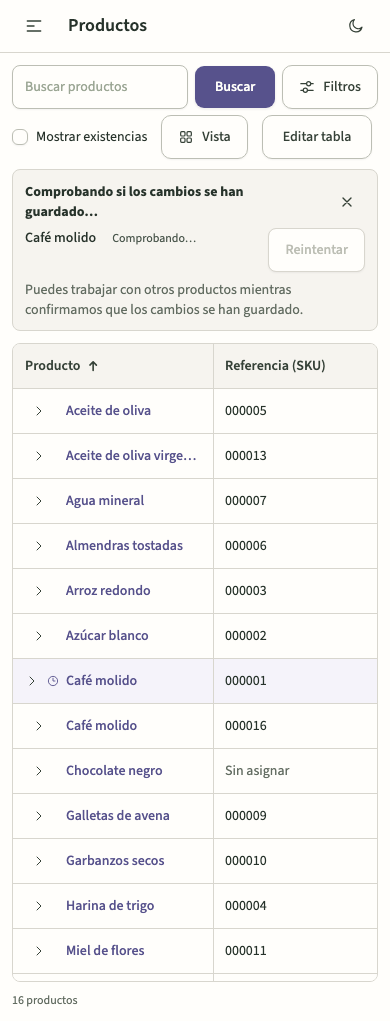 Productos
Buscar productos
Buscar
Filtros
Mostrar existencias
Vista
Editar tabla
Comprobando si los cambios se han
guardado…
Café molido
Comprobando…
Reintentar
Puedes trabajar con otros productos mientras
confirmamos que los cambios se han guardado.
Producto
Referencia (SKU)
Aceite de oliva
000005
Aceite de oliva virge…
000013
Agua mineral
000007
Almendras tostadas
000006
Arroz redondo
000003
Azúcar blanco
000002
Café molido
000001
Café molido
000016
Chocolate negro
Sin asignar
Galletas de avena
000009
Garbanzos secos
000010
Harina de trigo
000004
Miel de flores
000011
16 productos